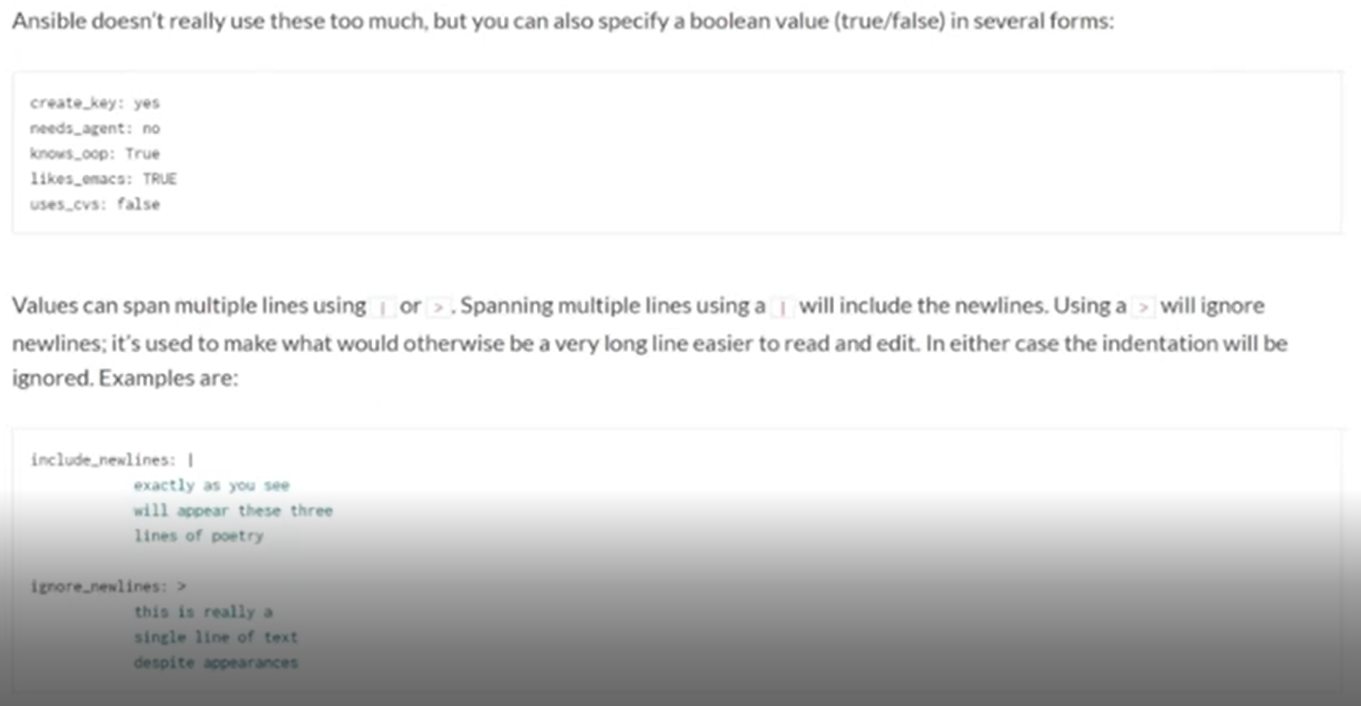 Ansible doesn't really use these too much, but you can also specify a boolean value (true/false) in several forms:
create_key: yes
needs_agent: no
knows_oop: True
likes_emacs: TRUE
uses_cvs: false
Values can span multiple lines using | or >. Spanning multiple lines using a | will include the newlines. Using a > will ignore
newlines; it's used to make what would otherwise be a very long line easier to read and edit. In either case the indentation will be
ignored. Examples are:
include_newlines: |
exactly as you see
will appear these three
lines of poetry
ignore_newlines: >
this is really a
single line of text
despite appearances